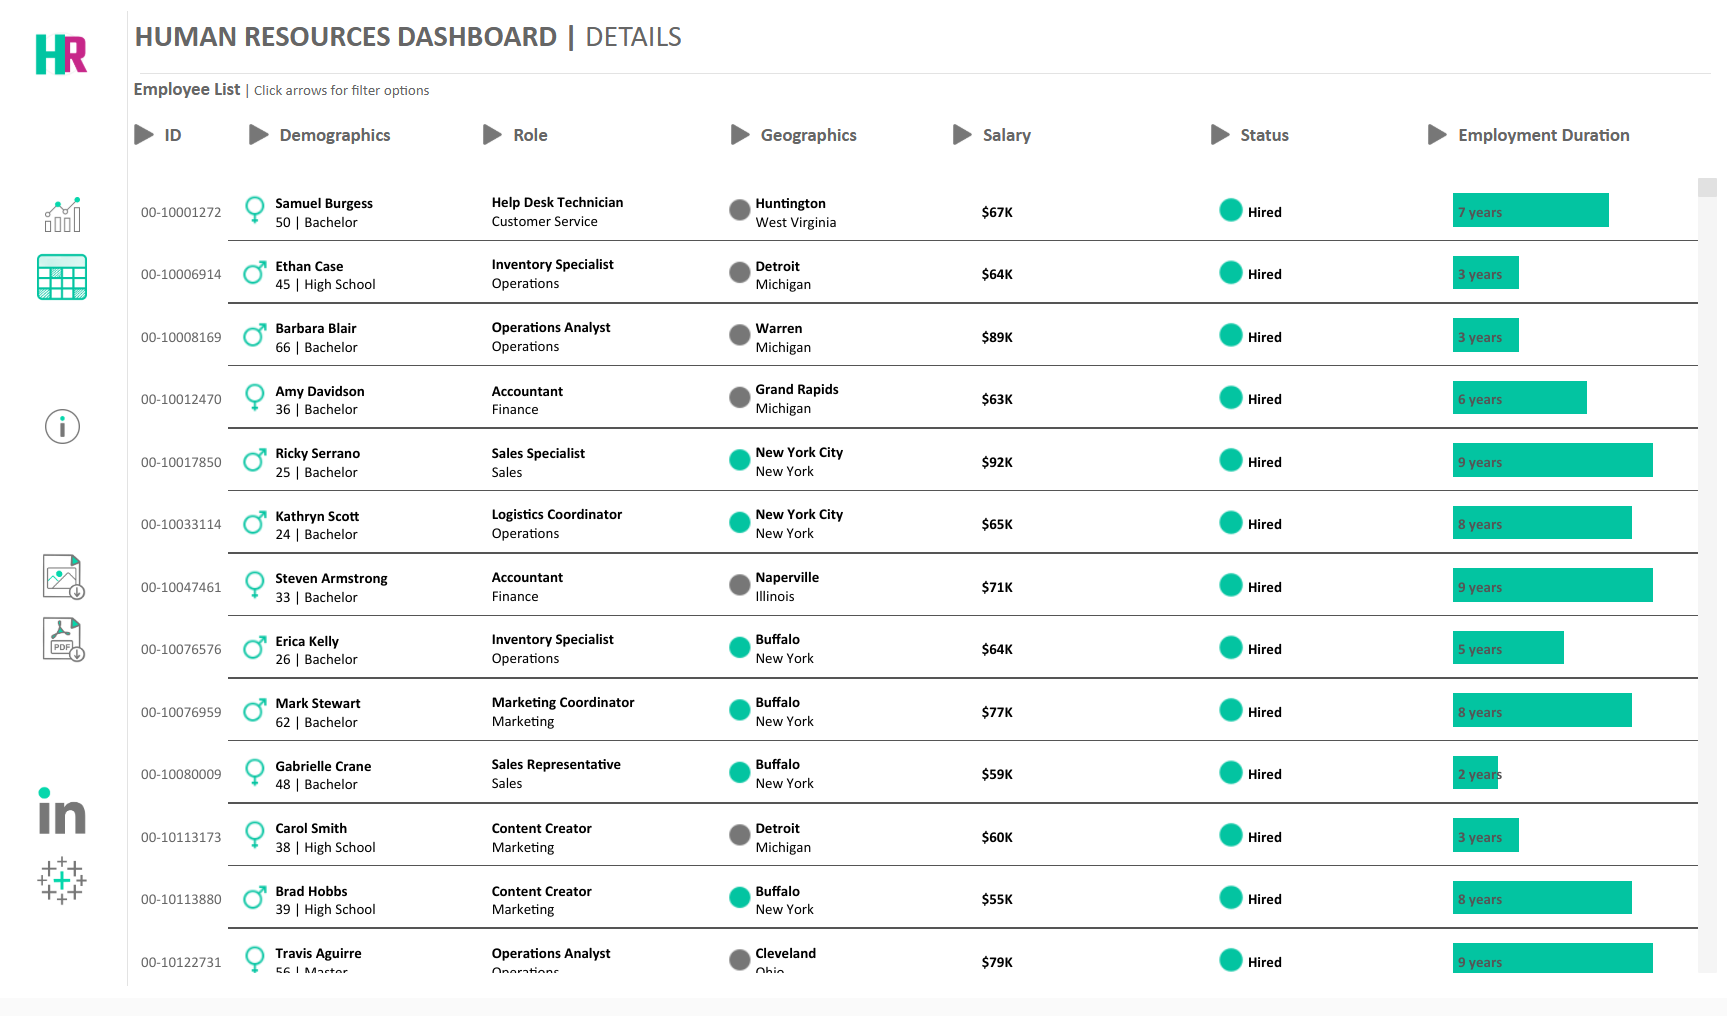 HR
HUMAN RESOURCES DASHBOARD | DETAILS
Employee List | Click arrows for filter options
ID Demographics Role Geographics Salary Status Employment Duration
00-10001272 Samuel Burgess Help Desk Technician Huntington $67K Hired 7 years
50 | Bachelor Customer Service West Virginia
00-10006914 Ethan Case Inventory Specialist Detroit $64K Hired 3 years
45 | High School Operations Michigan
00-10008169 Barbara Blair Operations Analyst Warren $89K Hired 3 years
66 | Bachelor Operations Michigan
00-10012470 Amy Davidson Accountant Grand Rapids $63K Hired 6 years
36 | Bachelor Finance Michigan
00-10017850 Ricky Serrano Sales Specialist New York City $92K Hired 9 years
25 | Bachelor Sales New York
00-10033114 Kathryn Scott Logistics Coordinator New York City $65K Hired 8 years
24 | Bachelor Operations New York
00-10047461 Steven Armstrong Accountant Naperville $71K Hired 9 years
33 | Bachelor Finance Illinois
00-10076576 Erica Kelly Inventory Specialist Buffalo $64K Hired 5 years
26 | Bachelor Operations New York
PDF
00-10076959 Mark Stewart Marketing Coordinator Buffalo $77K Hired 8 years
62 | Bachelor Marketing New York
00-10080009 Gabrielle Crane Sales Representative Buffalo $59K Hired 2 years
48 | Bachelor Sales New York
in
00-10113173 Carol Smith Content Creator Detroit $60K Hired 3 years
38 | High School Marketing Michigan
00-10113880 Brad Hobbs Content Creator Buffalo $55K Hired 8 years
39 | High School Marketing New York
00-10122731 Travis Aguirre Operations Analyst Cleveland $79K Hired 9 years
56 | Master Operations Ohio